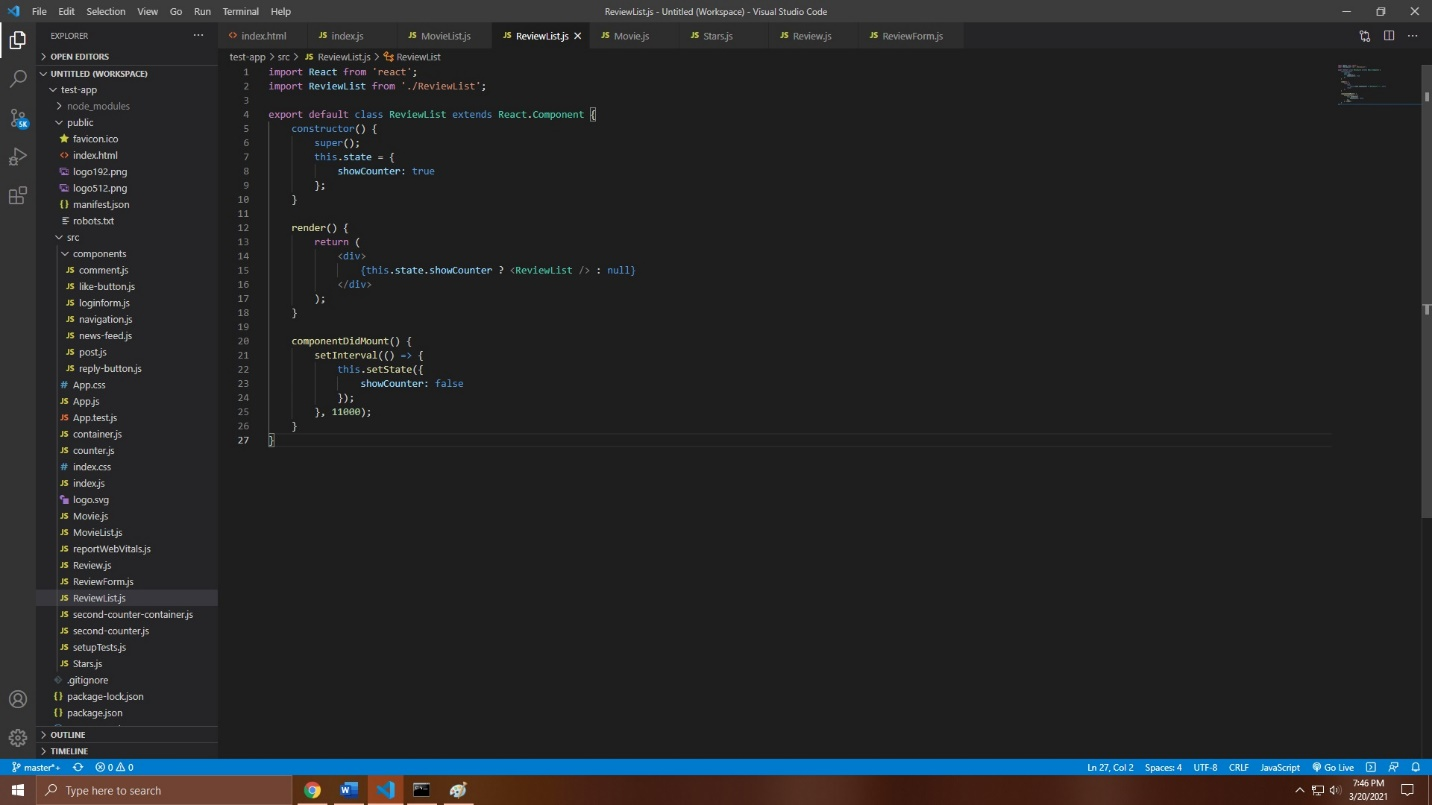 File Edit Selection View Go Run Terminal Help
ReviewList.js - Untitled (Workspace) - Visual Studio Code
EXPLORER
OPEN EDITORS
UNTITLED (WORKSPACE)
test-app
node_modules
public
favicon.ico
index.html
logo192.png
logo512.png
manifest.json
robots.txt
src
components
comment.js
like-button.js
loginform.js
navigation.js
news-feed.js
post.js
reply-button.js
App.css
App.js
App.test.js
container.js
counter.js
index.css
index.js
logo.svg
Movie.js
MovieList.js
reportWebVitals.js
Review.js
ReviewForm.js
ReviewList.js
second-counter-container.js
second-counter.js
setupTests.js
Stars.js
.gitignore
package-lock.json
package.json
OUTLINE
TIMELINE
index.html index.js MovieList.js ReviewList.js Movie.js Stars.js Review.js ReviewForm.js
test-app > src > JS ReviewList.js > ReviewList
1 import React from 'react';
2 import ReviewList from './ReviewList';
3
4 export default class ReviewList extends React.Component {
5 constructor() {
6 super();
7 this.state = {
8 showCounter: true
9 };
10 }
11
12 render() {
13 return (
14 <div>
15 {this.state.showCounter ? <ReviewList /> : null}
16 </div>
17 );
18 }
19
20 componentDidMount() {
21 setInterval(() => {
22 this.setState({
23 showCounter: false
24 });
25 }, 11000);
26 }
27 }
master*+ 0 0 Ln 27, Col 2 Spaces: 4 UTF-8 CRLF JavaScript Go Live
Type here to search
7:46 PM
3/20/2021